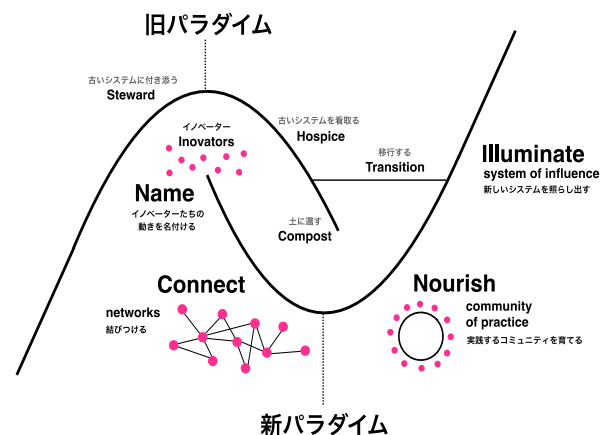 旧パラダイム
古いシステムに付き添う
Steward
イノベーター
Inovators
古いシステムを看取る
Hospice
移行する
Transition
Illuminate
system of influence
新しいシステムを照らし出す
Name
イノベーターたちの
動きを名付ける
土に還す
Compost
Connect
networks
結びつける
Nourish
community
of practice
実践するコミュニティを育てる
新パラダイム